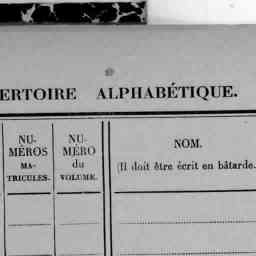 ERTOIRE ALPHABÉTIQUE.
NU-
MÉROS
MA-
TRICULES.
NU-
MÉRO
du
VOLUME.
NOM.
(Il doit être écrit en bâtarde.